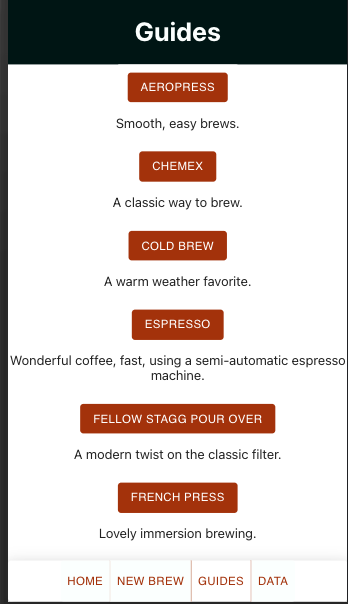 Guides
AEROPRESS
Smooth, easy brews.
CHEMEX
A classic way to brew.
COLD BREW
A warm weather favorite.
ESPRESSO
Wonderful coffee, fast, using a semi-automatic espresso
machine.
FELLOW STAGG POUR OVER
A modern twist on the classic filter.
FRENCH PRESS
Lovely immersion brewing.
HOME NEW BREW GUIDES DATA